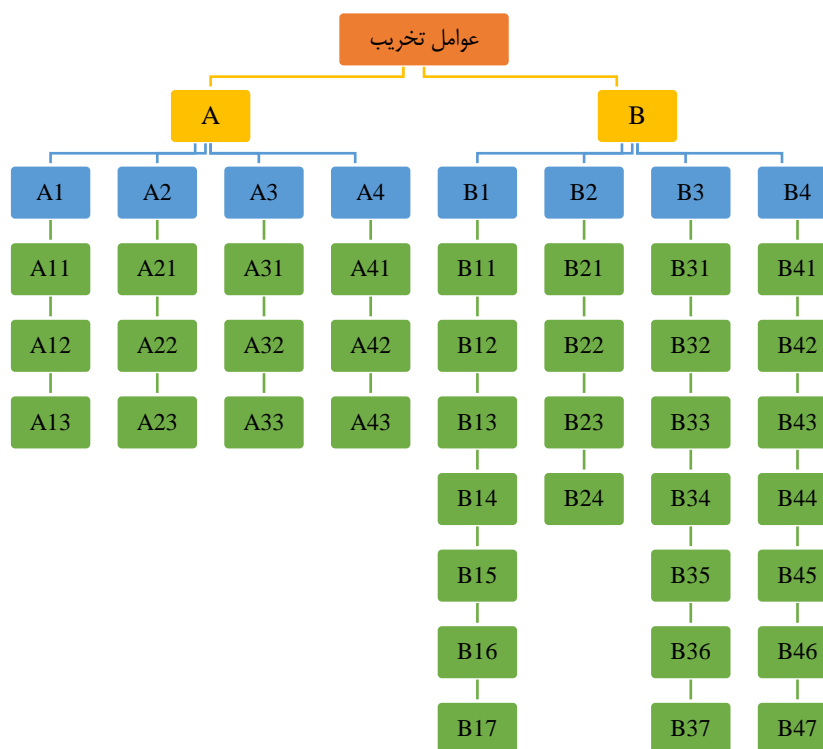 عوامل تخریب
A B
A1 A2 A3 A4 B1 B2 B3 B4
A11 A21 A31 A41 B11 B21 B31 B41
A12 A22 A32 A42 B12 B22 B32 B42
A13 A23 A33 A43 B13 B23 B33 B43
B14 B24 B34 B44
B15 B35 B45
B16 B36 B46
B17 B37 B47